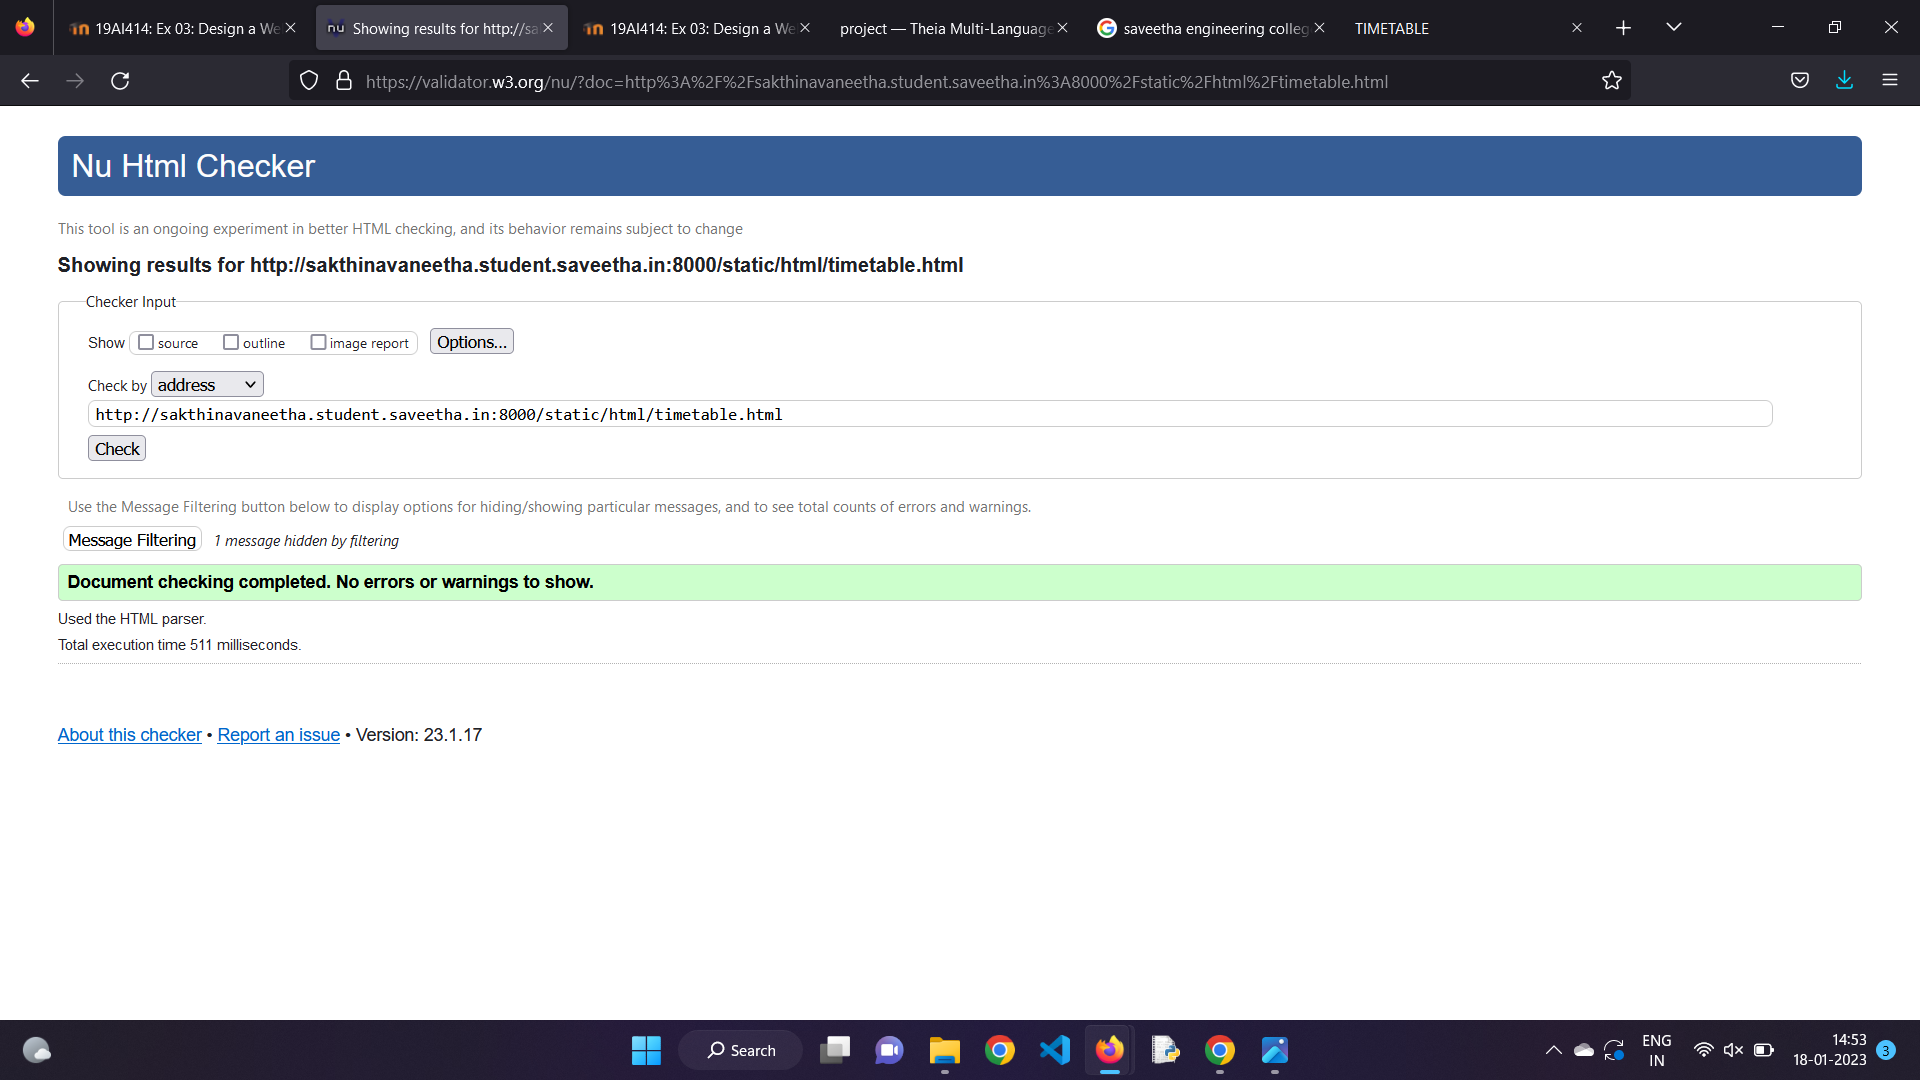 19AI414: Ex 03: Design a We
Showing results for http://sa
19AI414: Ex 03: Design a We
project — Theia Multi-Language
saveetha engineering colleg
TIMETABLE
https://validator.w3.org/nu/?doc=http%3A%2F%2Fsakthinavaneetha.student.saveetha.in%3A8000%2Fstatic%2Fhtml%2Ftimetable.html
Nu Html Checker
This tool is an ongoing experiment in better HTML checking, and its behavior remains subject to change
Showing results for http://sakthinavaneetha.student.saveetha.in:8000/static/html/timetable.html
Checker Input
Show source outline image report Options...
Check by address
http://sakthinavaneetha.student.saveetha.in:8000/static/html/timetable.html
Check
Use the Message Filtering button below to display options for hiding/showing particular messages, and to see total counts of errors and warnings.
Message Filtering 1 message hidden by filtering
Document checking completed. No errors or warnings to show.
Used the HTML parser.
Total execution time 511 milliseconds.
About this checker • Report an issue • Version: 23.1.17
Search
ENG
IN
14:53
18-01-2023
3